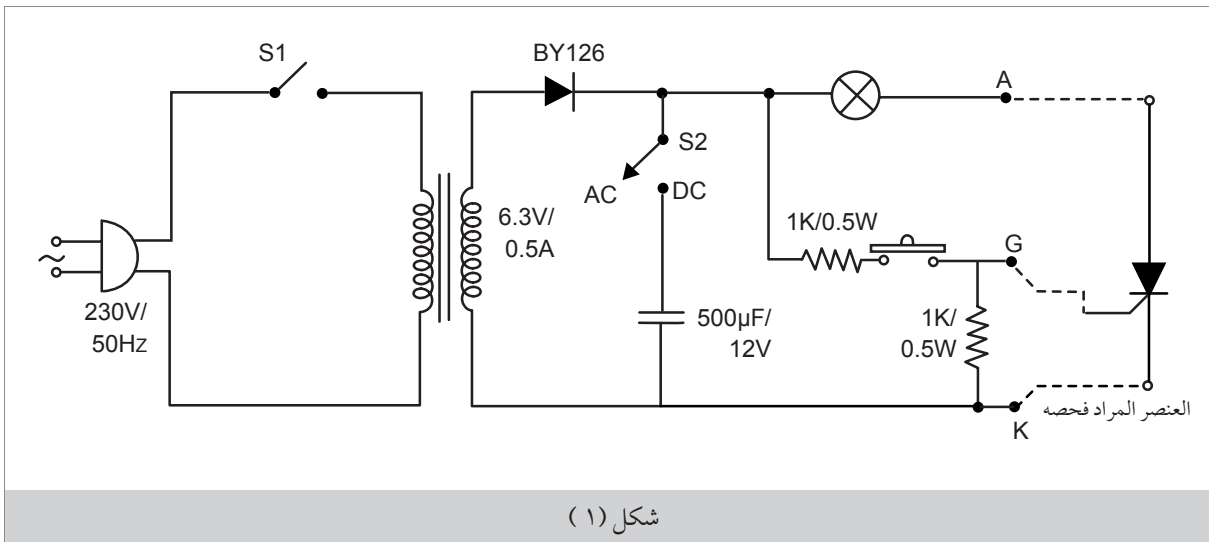 S1
BY126
A
S2
AC
DC
6.3V/
0.5A
1K/0.5W
G
230V/
50Hz
500µF/
12V
1K/
0.5W
K
العنصر المراد فحصه
شكل (١)